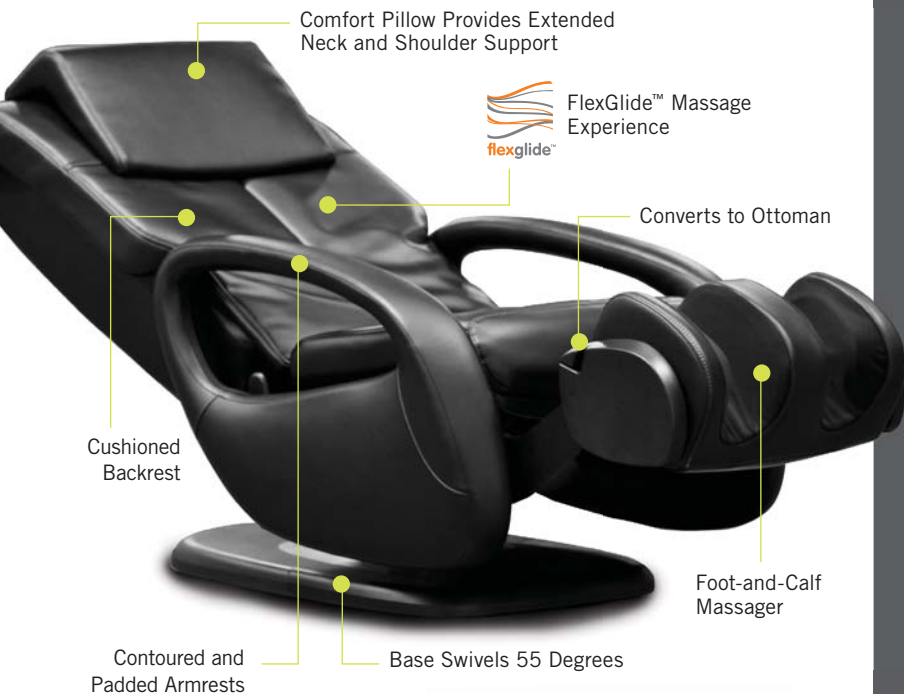 Comfort Pillow Provides Extended
Neck and Shoulder Support
flexglide™
FlexGlide™ Massage
Experience
Converts to Ottoman
Cushioned
Backrest
Foot-and-Calf
Massager
Contoured and
Padded Armrests
Base Swivels 55 Degrees